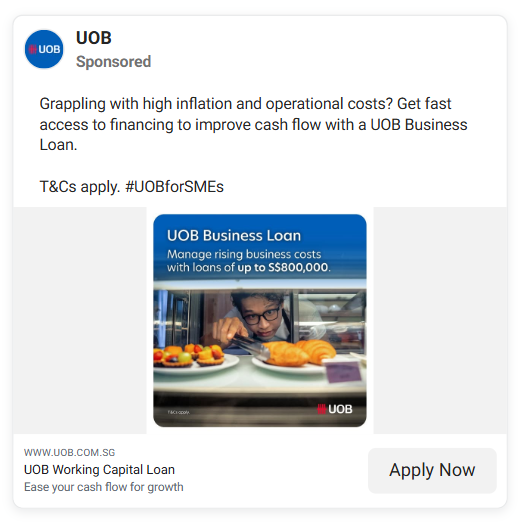 UOB
UOB
Sponsored
Grappling with high inflation and operational costs? Get fast
access to financing to improve cash flow with a UOB Business
Loan.
T&Cs apply. #UOBforSMEs
UOB Business Loan
Manage rising business costs
with loans of up to S$800,000.
T&Cs apply.
UOB
WWW.UOB.COM.SG
UOB Working Capital Loan
Ease your cash flow for growth
Apply Now